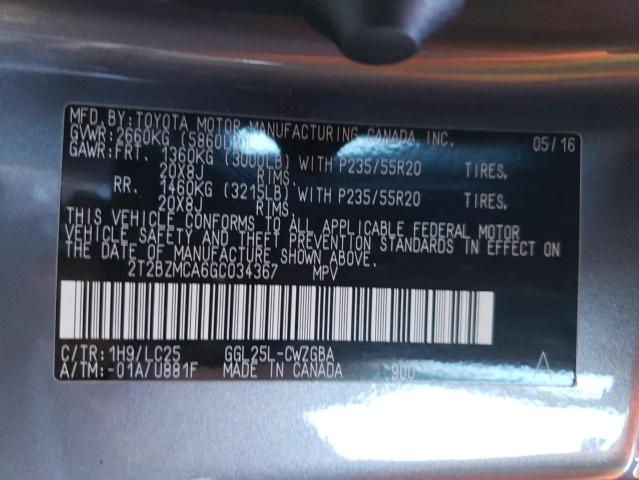 MFD.BY:TOYOTA MOTOR MANUFACTURING CANADA INC.
GVWR: 2660KG (5860LB) 05/16
GAWR:FRT. 1360KG (3000LB) WITH P235/55R20 TIRES,
20X8J RIMS.
RR. 1460KG (3215LB) WITH P235/55R20 TIRES,
20X8J RIMS.
THIS VEHICLE CONFORMS TO ALL APPLICABLE FEDERAL MOTOR
VEHICLE SAFETY AND THEFT PREVENTION STANDARDS IN EFFECT ON
THE DATE OF MANUFACTURE SHOWN ABOVE.
2T2BZMCA6GC034367 MPV
C/TR: 1H9/LC25 GGL25L-CWZGBA
A/TM: -01A/U881F MADE IN CANADA 900 A